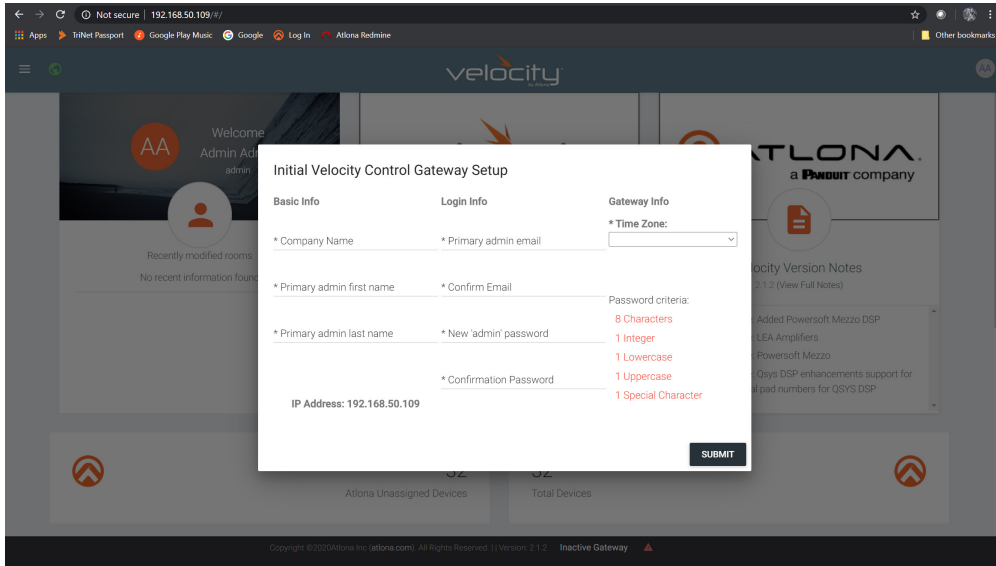 Not secure | 192.168.50.109/#/
Apps TriNet Passport Google Play Music Google Log In Atlona Redmine Other bookmarks
velocity AA
by Atlona
AA
Welcome
Admin Adm
admin
Recently modified rooms
No recent information found
ATLONA.
a PANDUIT company
locity Version Notes
2.1.2 (View Full Notes)
: Added Powersoft Mezzo DSP
: LEA Amplifiers
: Powersoft Mezzo
: Qsys DSP enhancements support for
al pad numbers for QSYS DSP
Initial Velocity Control Gateway Setup
Basic Info
* Company Name
* Primary admin first name
* Primary admin last name
IP Address: 192.168.50.109
Login Info
* Primary admin email
* Confirm Email
* New 'admin' password
* Confirmation Password
Gateway Info
* Time Zone:
Password criteria:
8 Characters
1 Integer
1 Lowercase
1 Uppercase
1 Special Character
SUBMIT
Atlona Unassigned Devices
Total Devices
Copyright ©2020Atlona Inc (atlona.com). All Rights Reserved. | | Version: 2.1.2 Inactive Gateway